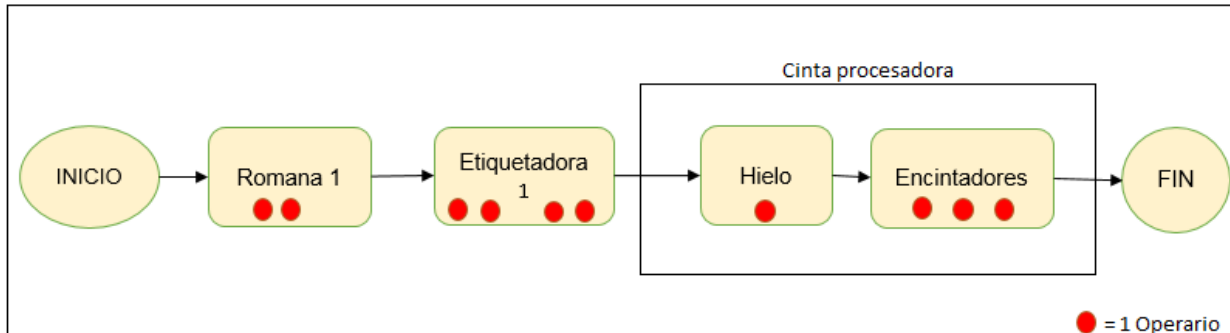 Cinta procesadora
INICIO
Romana 1
Etiquetadora
1
Hielo
Encintadores
FIN
= 1 Operario